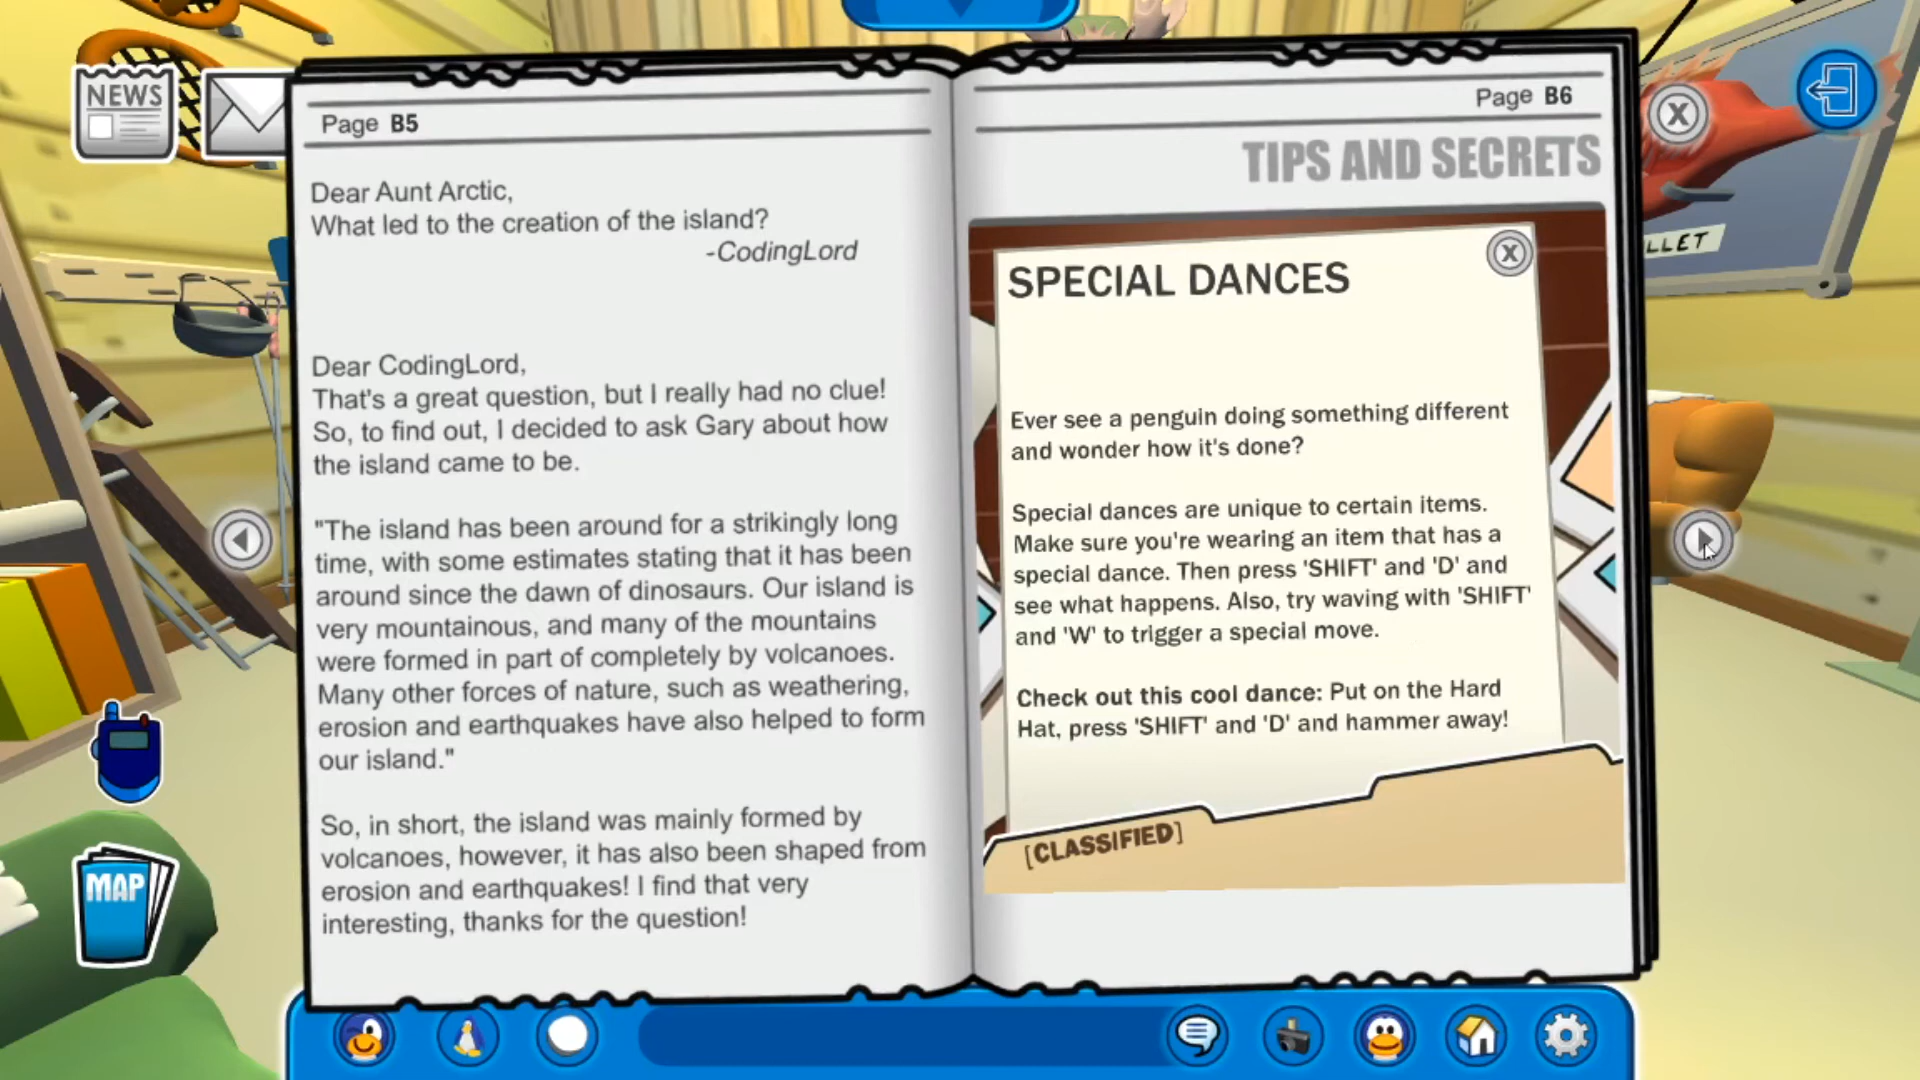 NEWS
Page B5
Dear Aunt Arctic,
What led to the creation of the island?
-CodingLord
Dear CodingLord,
That's a great question, but I really had no clue!
So, to find out, I decided to ask Gary about how
the island came to be.
"The island has been around for a strikingly long
time, with some estimates stating that it has been
around since the dawn of dinosaurs. Our island is
very mountainous, and many of the mountains
were formed in part of completely by volcanoes.
Many other forces of nature, such as weathering,
erosion and earthquakes have also helped to form
our island."
So, in short, the island was mainly formed by
volcanoes, however, it has also been shaped from
erosion and earthquakes! I find that very
interesting, thanks for the question!
Page B6
TIPS AND SECRETS
SPECIAL DANCES
X
Ever see a penguin doing something different
and wonder how it's done?
Special dances are unique to certain items.
Make sure you're wearing an item that has a
special dance. Then press 'SHIFT' and 'D' and
see what happens. Also, try waving with 'SHIFT'
and 'W' to trigger a special move.
Check out this cool dance: Put on the Hard
Hat, press 'SHIFT' and 'D' and hammer away!
[CLASSIFIED]
X
LLET
MAP